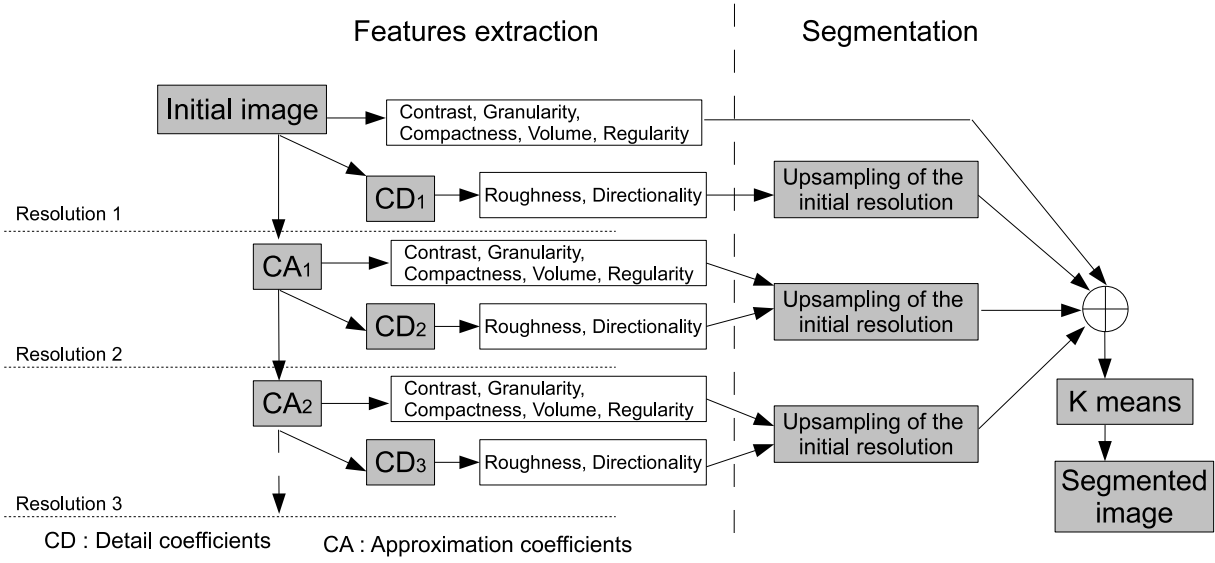 Features extraction
Segmentation
Initial image
Contrast, Granularity,
Compactness, Volume, Regularity
CD1
Roughness, Directionality
Upsampling of the
initial resolution
Resolution 1
CA1
Contrast, Granularity,
Compactness, Volume, Regularity
CD2
Roughness, Directionality
Upsampling of the
initial resolution
Resolution 2
CA2
Contrast, Granularity,
Compactness, Volume, Regularity
CD3
Roughness, Directionality
Upsampling of the
initial resolution
Resolution 3
K means
Segmented
image
CD : Detail coefficients
CA : Approximation coefficients